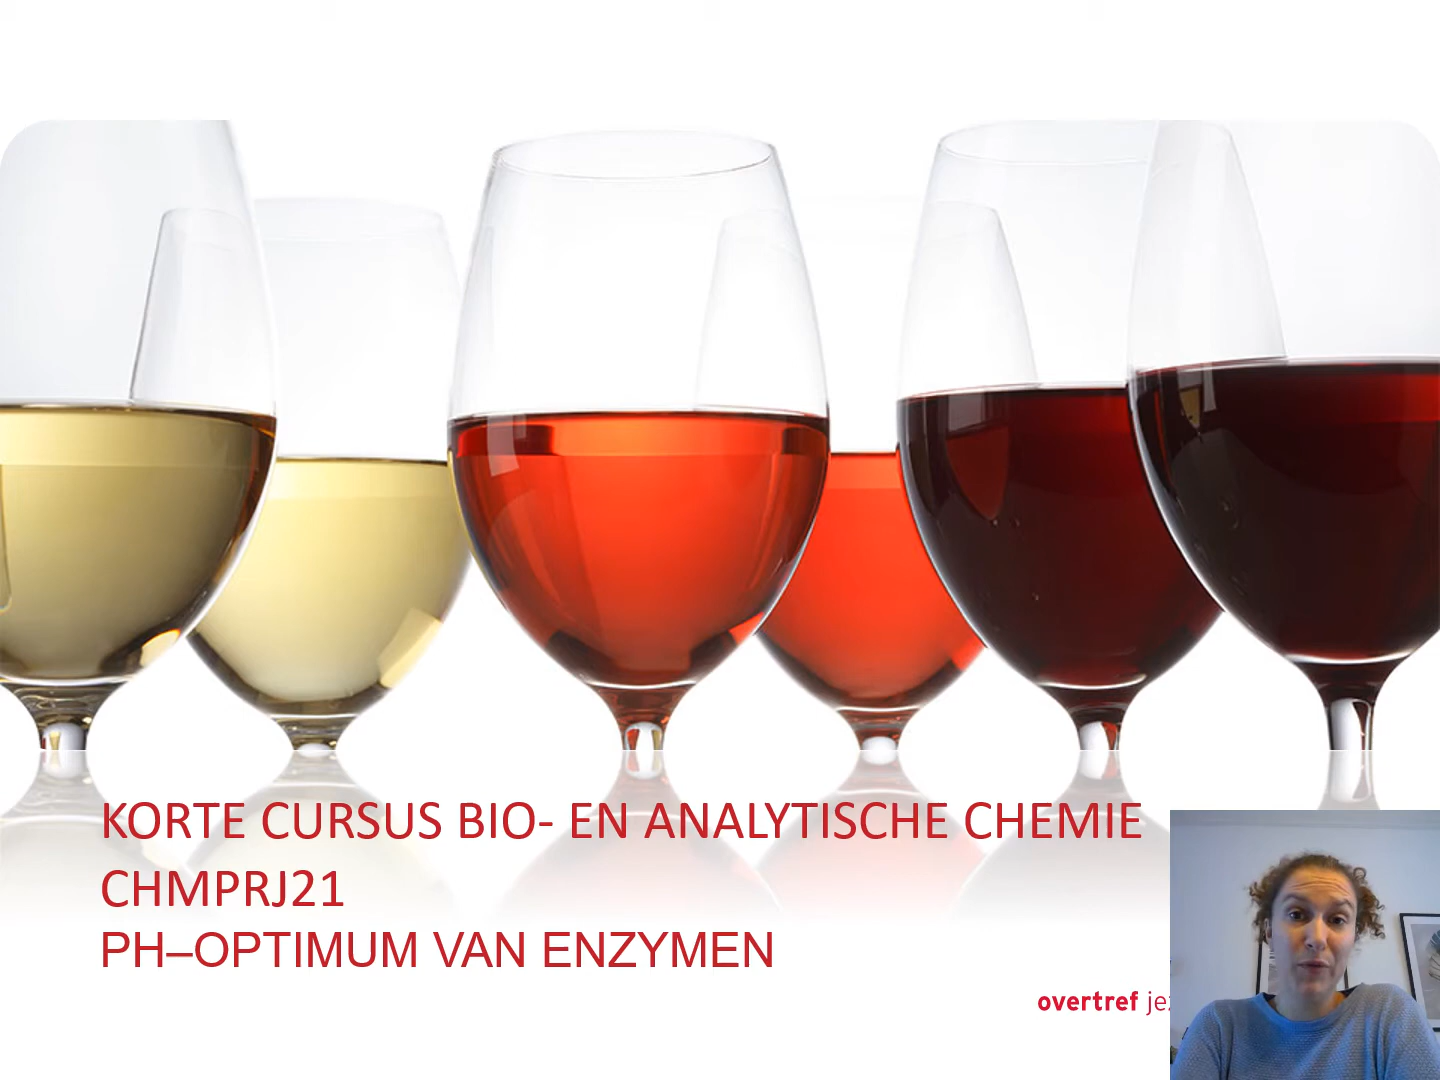 KORTE CURSUS BIO- EN ANALYTISCHE CHEMIE
CHMPRJ21
PH–OPTIMUM VAN ENZYMEN
overtref